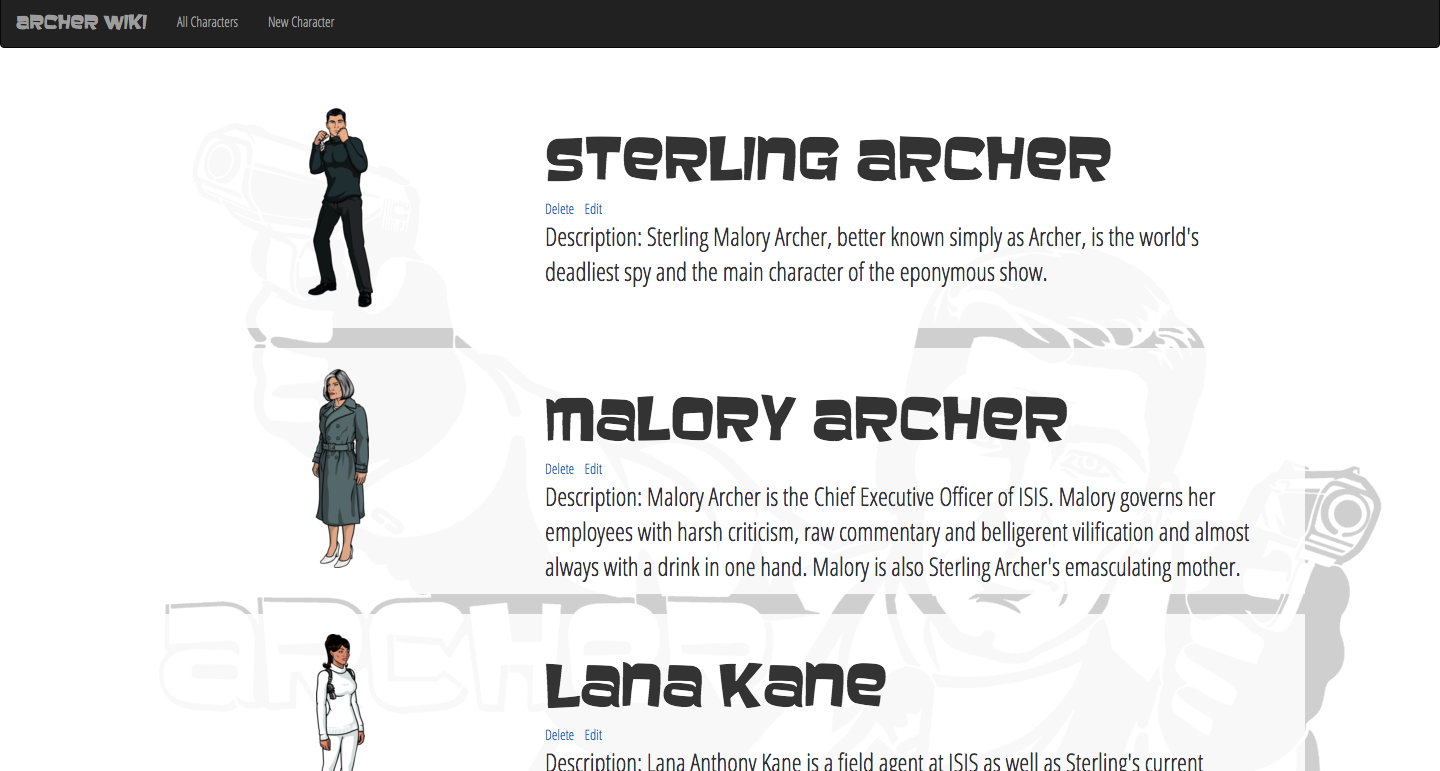 ARCHER WIKI All Characters New Character
STERLING ARCHER
Delete Edit
Description: Sterling Malory Archer, better known simply as Archer, is the world's
deadliest spy and the main character of the eponymous show.
MALORY ARCHER
Delete Edit
Description: Malory Archer is the Chief Executive Officer of ISIS. Malory governs her
employees with harsh criticism, raw commentary and belligerent vilification and almost
always with a drink in one hand. Malory is also Sterling Archer's emasculating mother.
ARCHER
LANA KANE
Delete Edit
Description: Lana Anthony Kane is a field agent at ISIS as well as Sterling's current